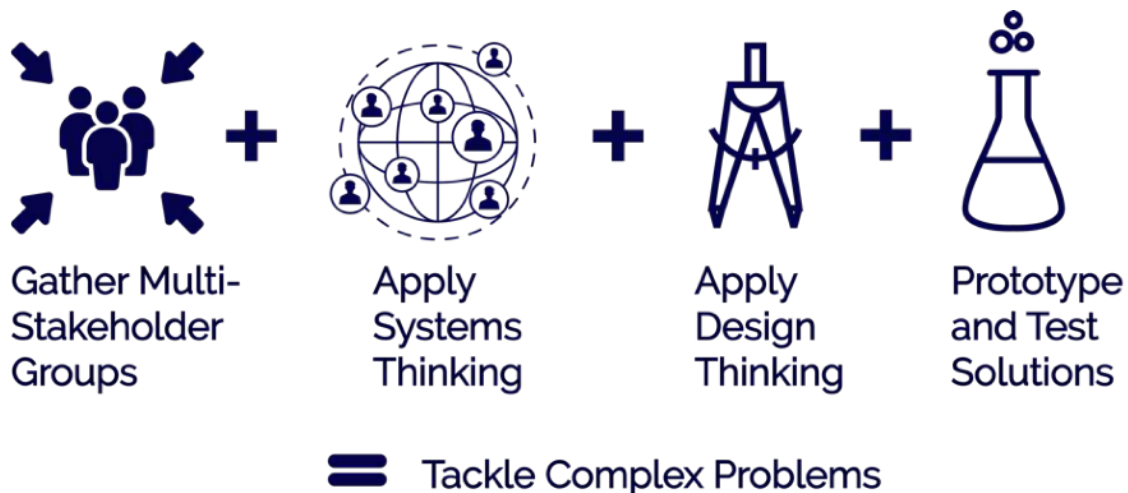 Gather Multi-
Stakeholder
Groups
Apply
Systems
Thinking
Apply
Design
Thinking
Prototype
and Test
Solutions
= Tackle Complex Problems